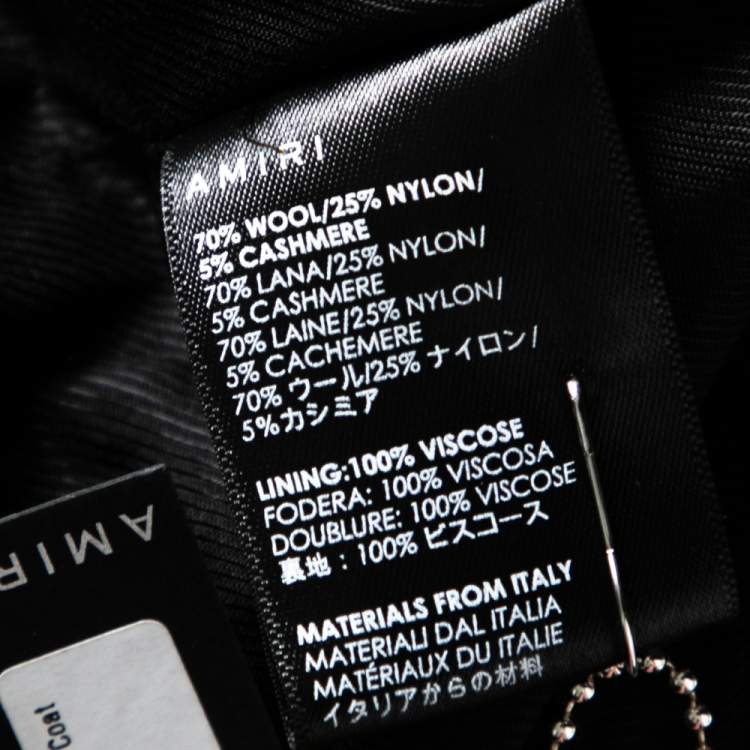 AMIRI
70% WOOL/25% NYLON/
5% CASHMERE
70% LANA/25% NYLON/
5% CASHMERE
70% LAINE/25% NYLON/
5% CACHEMERE
70% ウール/25% ナイロン/
5%カシミア
LINING:100% VISCOSE
FODERA: 100% VISCOSA
DOUBLURE: 100% VISCOSE
裏地：100% ビスコース
MATERIALS FROM ITALY
MATERIALI DAL ITALIA
MATÉRIAUX DU ITALIE
イタリアからの材料
AMIR
Coat